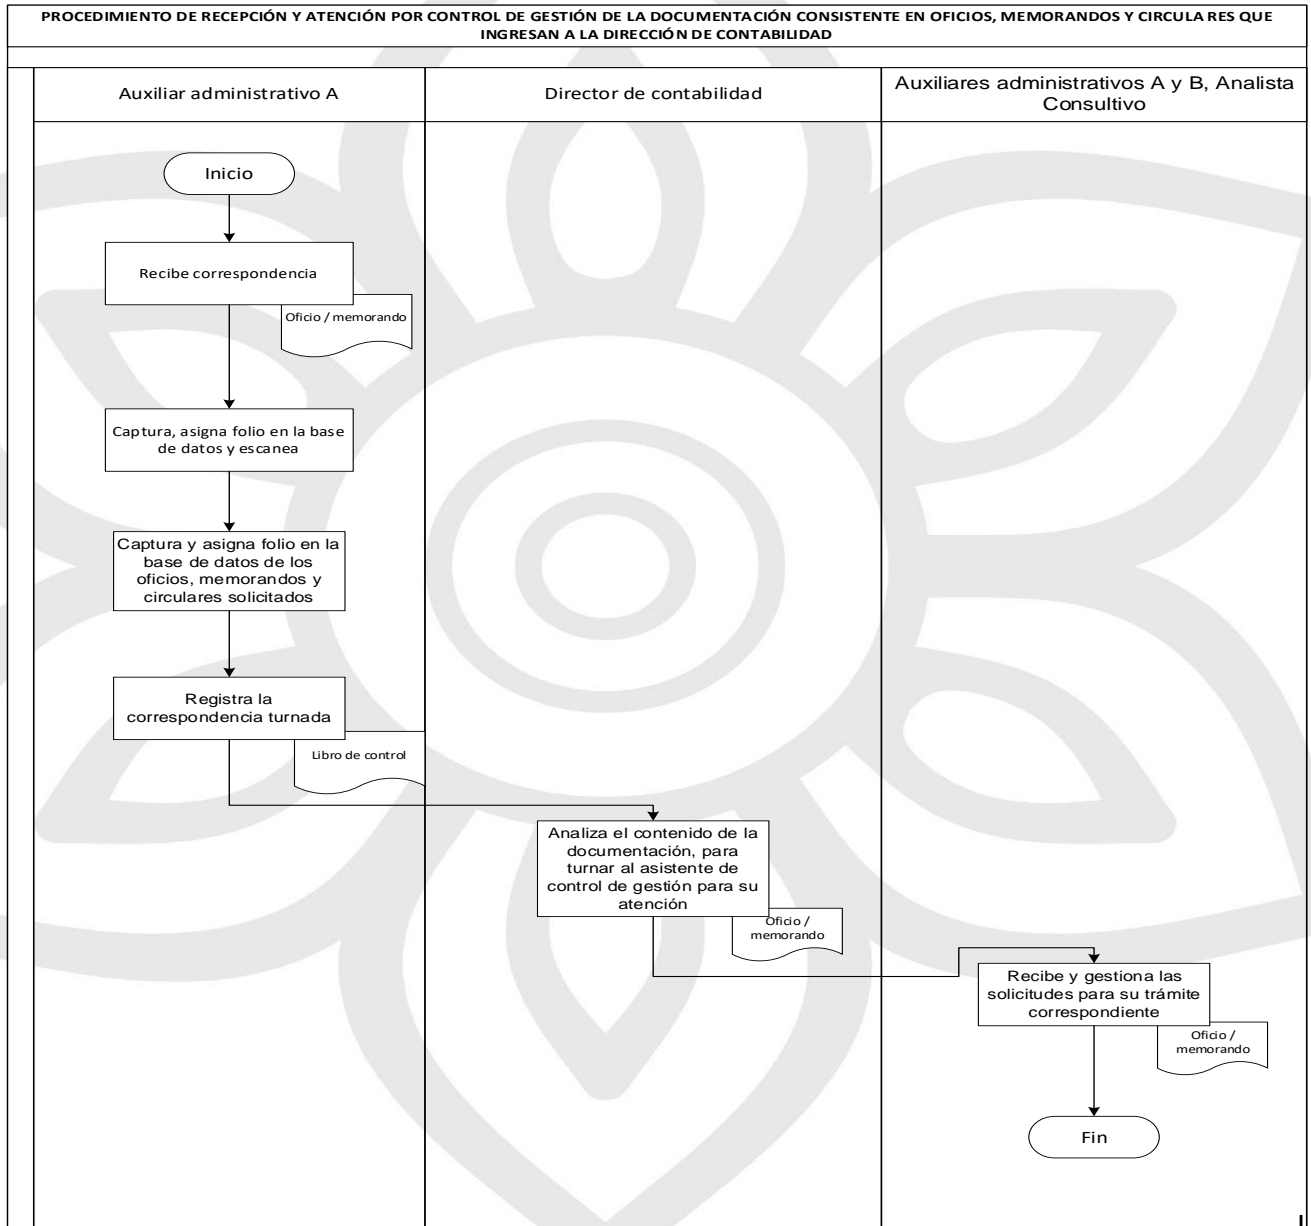 PROCEDIMIENTO DE RECEPCIÓN Y ATENCIÓN POR CONTROL DE GESTIÓN DE LA DOCUMENTACIÓN CONSISTENTE EN OFICIOS, MEMORANDOS Y CIRCULA RES QUE
INGRESAN A LA DIRECCIÓN DE CONTABILIDAD
Auxiliar administrativo A
Director de contabilidad
Auxiliares administrativos A y B, Analista
Consultivo
Inicio
Recibe correspondencia
Oficio / memorando
Captura, asigna folio en la base
de datos y escanea
Captura y asigna folio en la
base de datos de los
oficios, memorandos y
circulares solicitados
Registra la
correspondencia turnada
Libro de control
Analiza el contenido de la
documentación, para
turnar al asistente de
control de gestión para su
atención
Oficio /
memorando
Recibe y gestiona las
solicitudes para su trámite
correspondiente
Oficio /
memorando
Fin